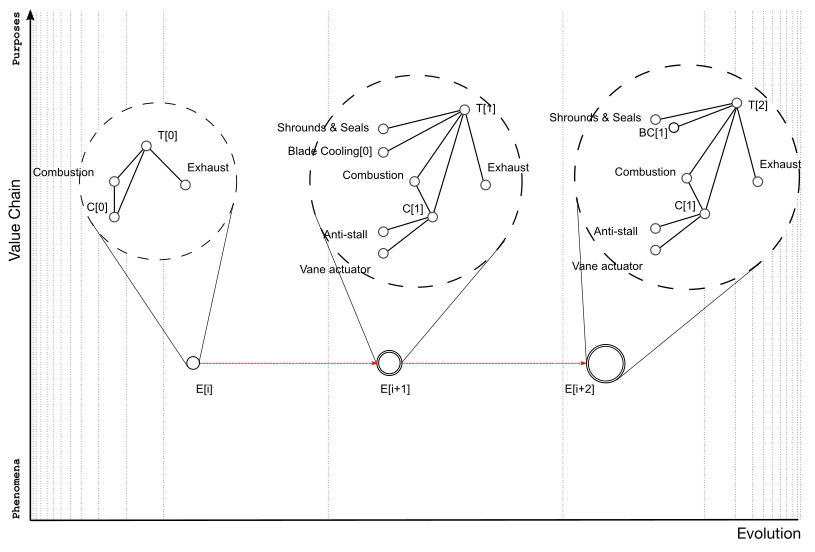 Purposes
Value Chain
Phenomena
Evolution
T[0]
Combustion
Exhaust
C[0]
E[i]
T[1]
Shrounds & Seals
Blade Cooling[0]
Combustion
Exhaust
C[1]
Anti-stall
Vane actuator
E[i+1]
T[2]
Shrounds & Seals
BC[1]
Combustion
Exhaust
C[1]
Anti-stall
Vane actuator
E[i+2]